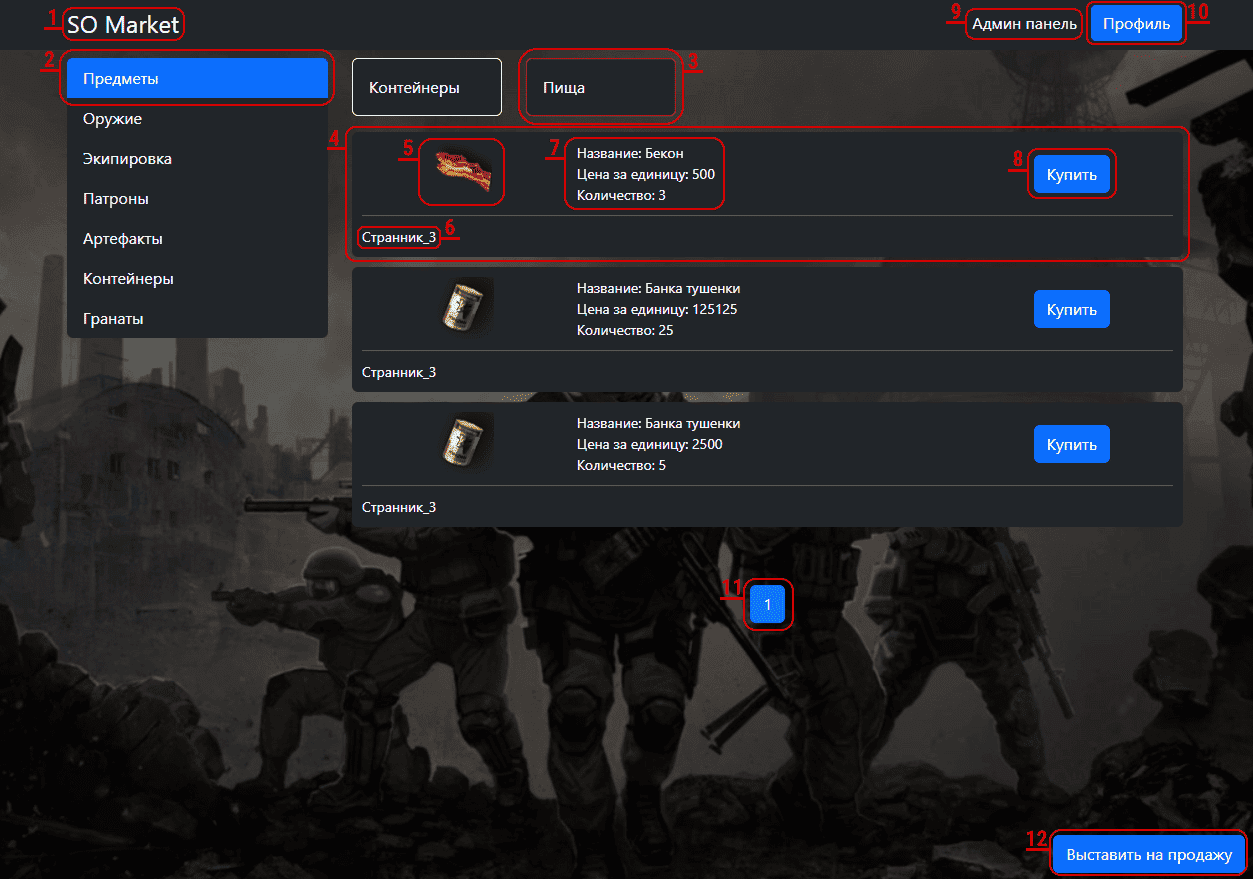 1 SO Market 9 Админ панель Профиль 10
2 Предметы
Оружие
Экипировка
Патроны
Артефакты
Контейнеры
Гранаты
Контейнеры Пища 3
4
5
7 Название: Бекон
Цена за единицу: 500
Количество: 3
8 Купить
Странник_3 6
Название: Банка тушенки
Цена за единицу: 125125
Количество: 25
Купить
Странник_3
Название: Банка тушенки
Цена за единицу: 2500
Количество: 5
Купить
Странник_3
11 1
12 Выставить на продажу